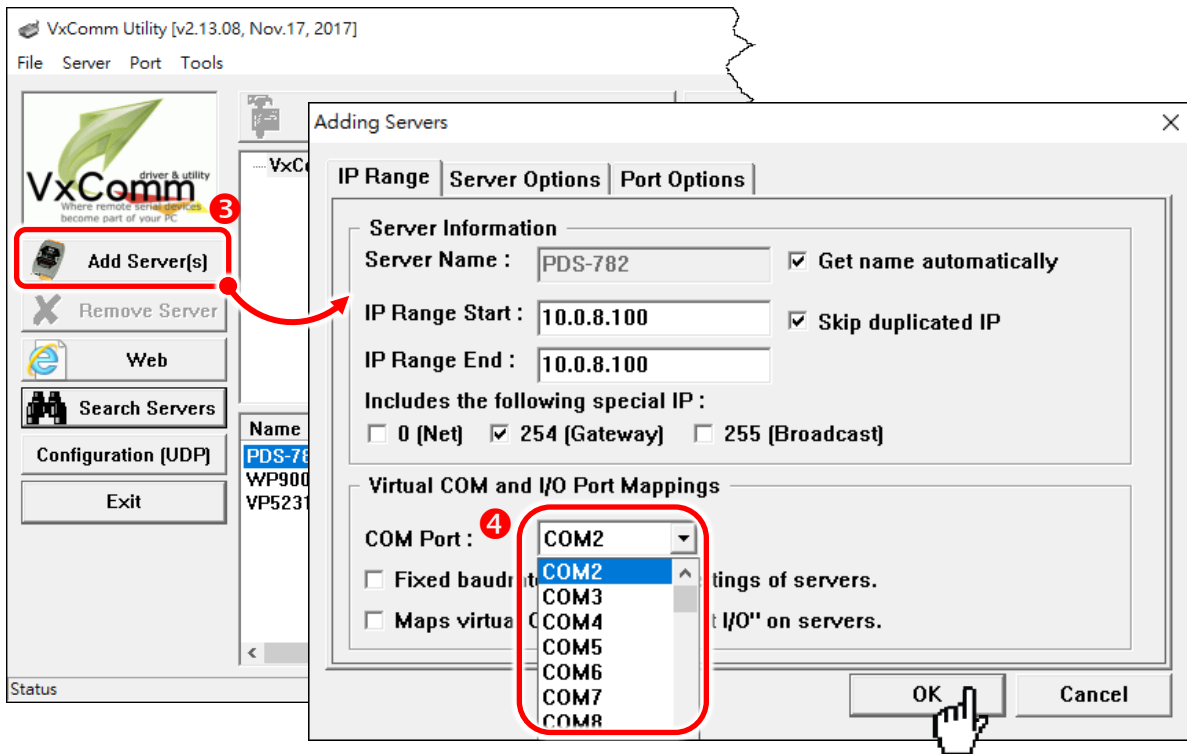 VxComm Utility [v2.13.08, Nov.17, 2017]
File Server Port Tools
driver & utility
VxComm
Where remote serial devices
become part of your PC
3
Add Server(s)
Remove Server
Web
Search Servers
Configuration (UDP)
Exit
Status
Name
WP900
VP5231
Adding Servers
IP Range Server Options Port Options
Server Information
Server Name : PDS-782 Get name automatically
IP Range Start : 10.0.8.100 Skip duplicated IP
IP Range End : 10.0.8.100
Includes the following special IP :
0 (Net) 254 (Gateway) 255 (Broadcast)
Virtual COM and I/O Port Mappings
COM Port : 4 COM2
Fixed tings of servers.
Maps I/O" on servers.
COM2
COM3
COM4
COM5
COM6
COM7
COM8
OK Cancel